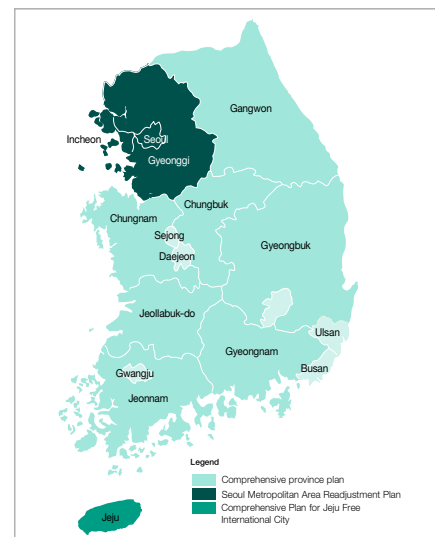 Gangwon
Incheon
Seoul
Gyeonggi
Chungbuk
Chungnam
Sejong
Gyeongbuk
Daejeon
Jeollabuk-do
Ulsan
Gyeongnam
Busan
Gwangju
Jeonnam
Legend
Comprehensive province plan
Seoul Metropolitan Area Readjustment Plan
Comprehensive Plan for Jeju Free
International City
Jeju